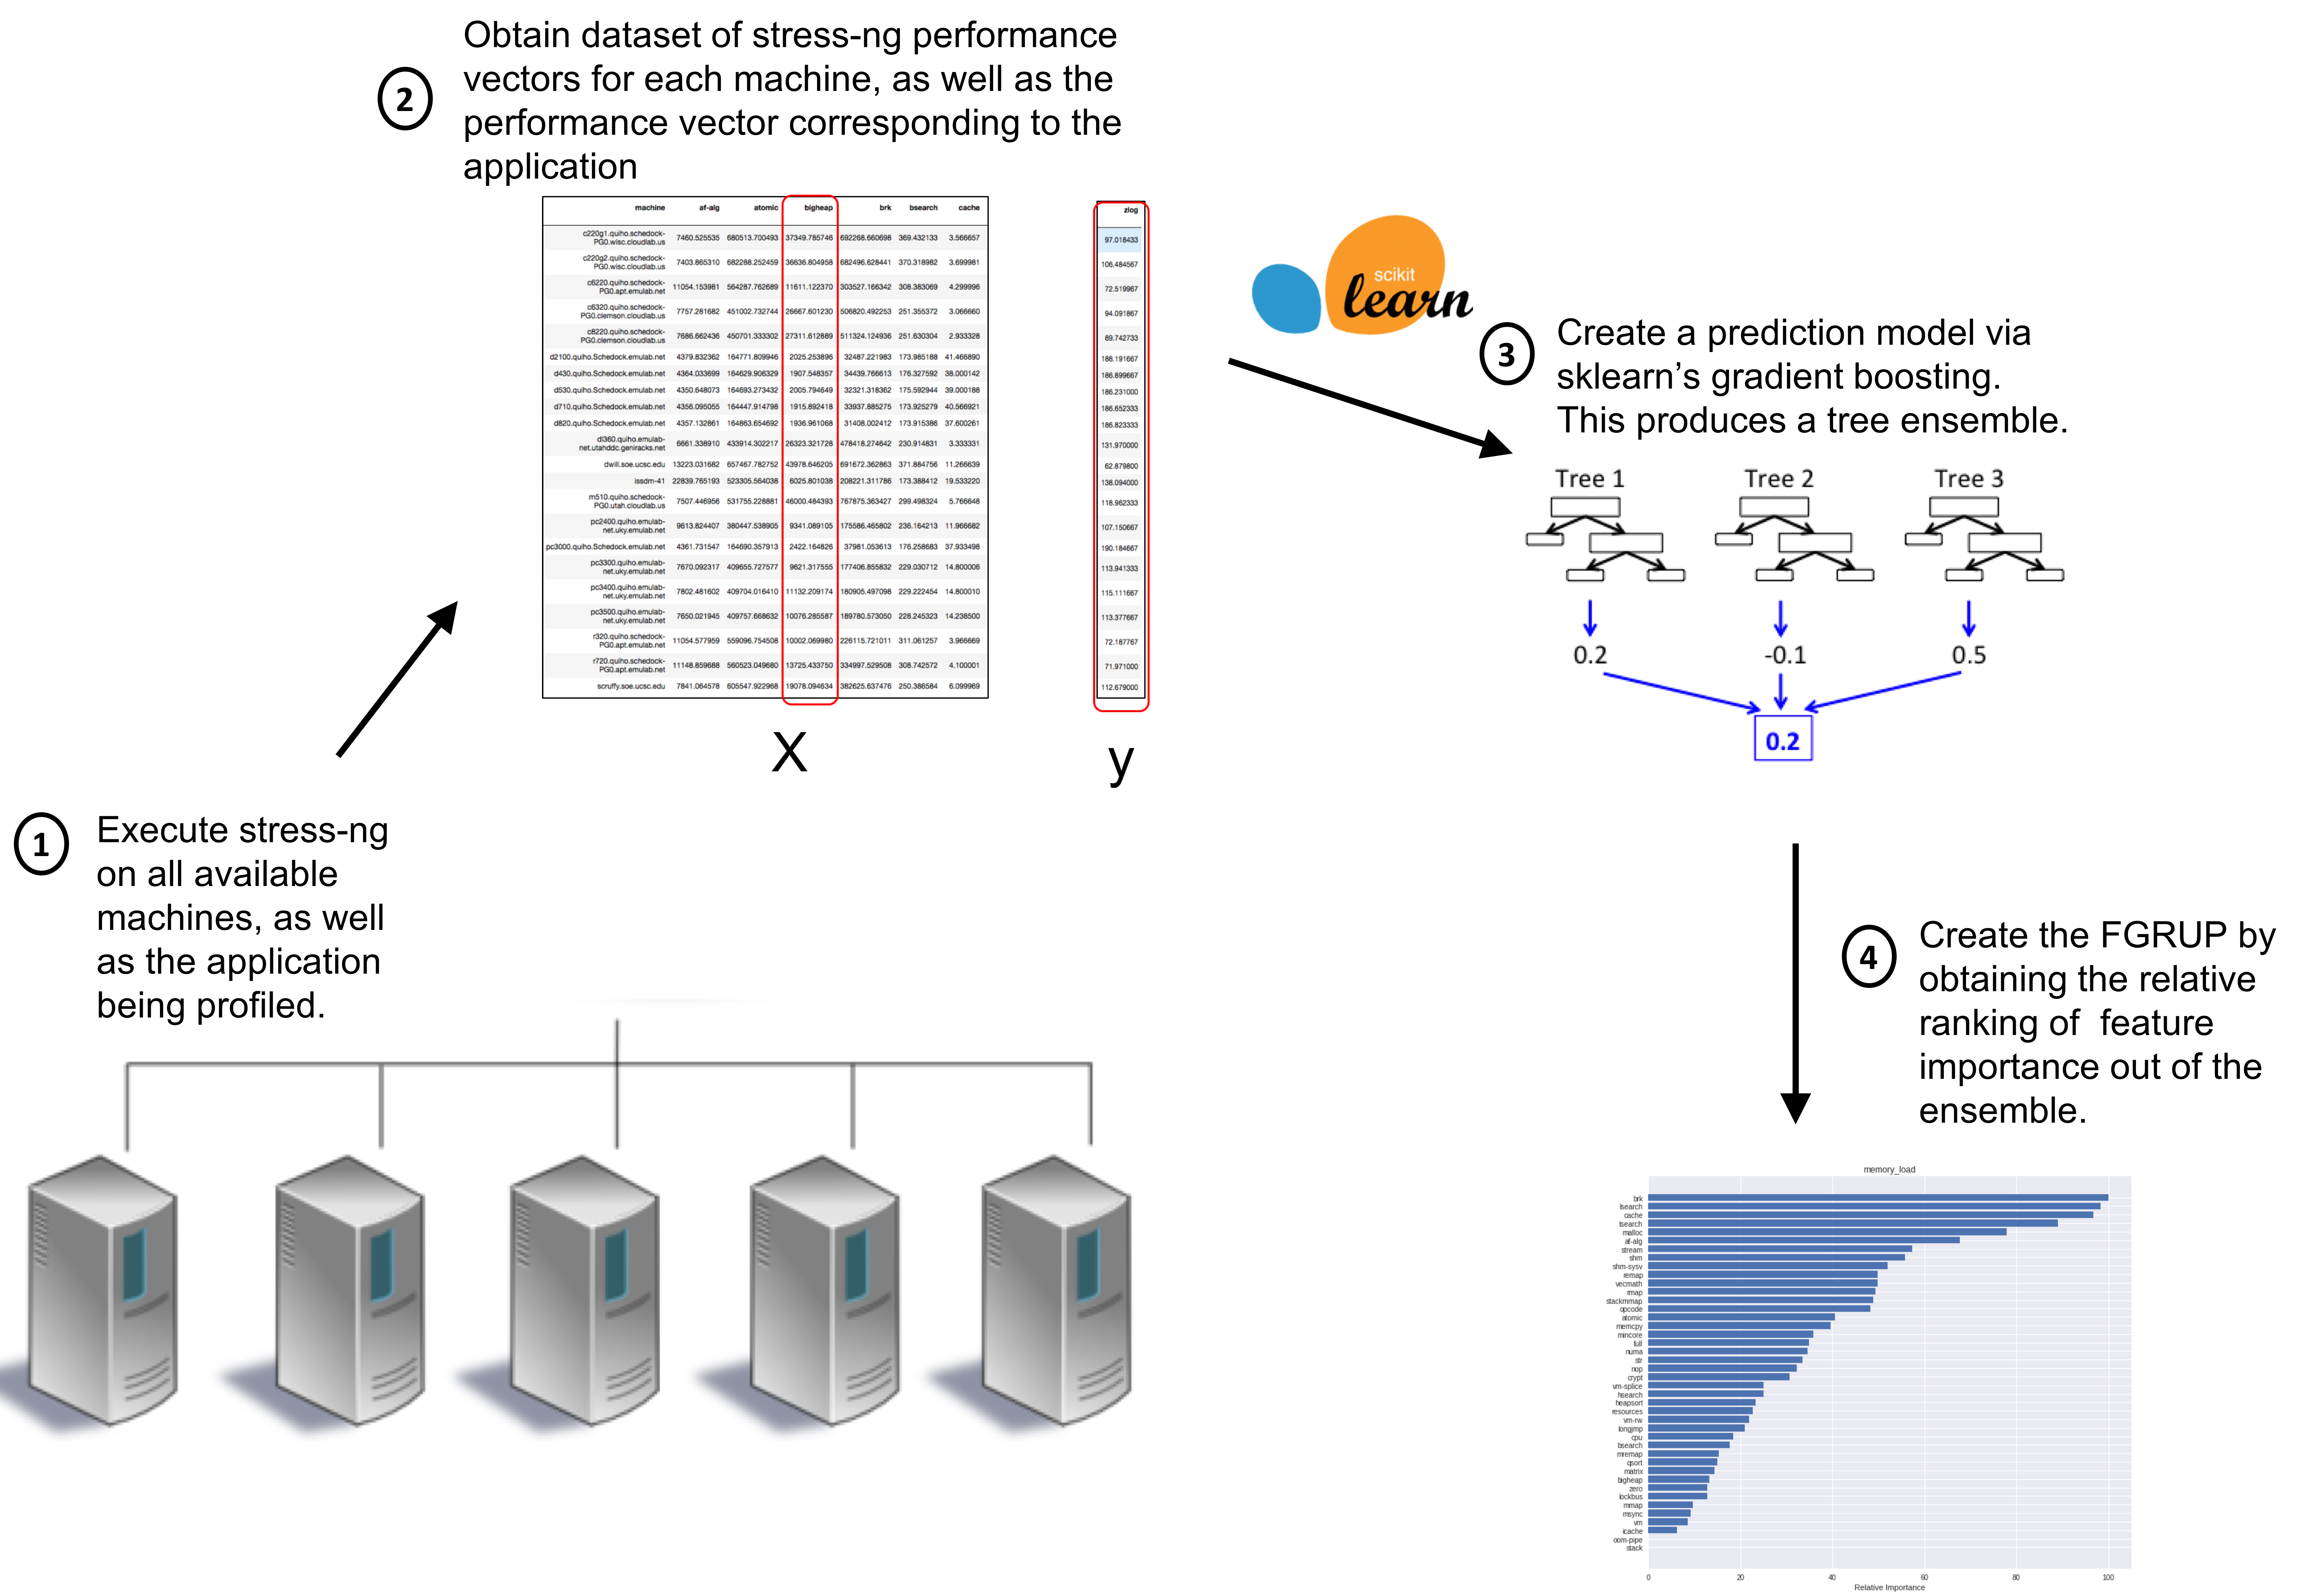 2
Obtain dataset of stress-ng performance
vectors for each machine, as well as the
performance vector corresponding to the
application
machine af-alg atomic bigheap brk bsearch cache
c220g1.quiho.schedock-
PG0.wisc.cloudlab.us 7460.525535 680513.700493 37349.785746 692268.660698 369.432133 3.566657
c220g2.quiho.schedock-
PG0.wisc.cloudlab.us 7403.865310 682288.252459 36636.804958 682496.628441 370.318982 3.699981
c6220.quiho.schedock-
PG0.apt.emulab.net 11054.153981 564287.762689 11611.122370 303527.166342 308.383069 4.299996
c6320.quiho.schedock-
PG0.clemson.cloudlab.us 7757.281682 451002.732744 26667.601230 506820.492253 251.355372 3.066660
c8220.quiho.schedock-
PG0.clemson.cloudlab.us 7686.662436 450701.333302 27311.612889 511324.124936 251.630304 2.933328
d2100.quiho.Schedock.emulab.net 4379.832362 164771.809946 2025.253896 32487.221983 173.985188 41.466890
d430.quiho.Schedock.emulab.net 4364.033699 164629.906329 1907.548357 34439.766613 176.327592 38.000142
d530.quiho.Schedock.emulab.net 4350.648073 164693.273432 2005.794649 32321.318362 175.592944 39.000188
d710.quiho.Schedock.emulab.net 4356.095055 164447.914798 1915.892418 33937.885275 173.925279 40.566921
d820.quiho.Schedock.emulab.net 4357.132861 164863.654692 1936.961068 31408.002412 173.915386 37.600261
dl360.quiho.emulab-
net.utahddc.geniracks.net 6661.338910 433914.302217 26323.321728 478418.274642 230.914831 3.333331
dwill.soe.ucsc.edu 13223.031682 657467.782752 43978.646205 691672.362863 371.884756 11.266639
issdm-41 22839.765193 523305.564038 6025.801038 208221.311786 173.388412 19.533220
m510.quiho.schedock-
PG0.utah.cloudlab.us 7507.446956 531755.228881 46000.484393 767875.363427 299.498324 5.766648
pc2400.quiho.emulab-
net.uky.emulab.net 9613.824407 380447.538905 9341.089105 175586.465802 236.164213 11.966682
pc3000.quiho.Schedock.emulab.net 4361.731547 164690.357913 2422.164826 37981.053613 176.258683 37.933498
pc3300.quiho.emulab-
net.uky.emulab.net 7670.092317 409655.727577 9621.317555 177406.855832 229.030712 14.800006
pc3400.quiho.emulab-
net.uky.emulab.net 7802.481602 409704.016410 11132.209174 180905.497098 229.222454 14.800010
pc3500.quiho.emulab-
net.uky.emulab.net 7650.021945 409757.668632 10076.285587 189780.573050 228.245323 14.238500
r320.quiho.schedock-
PG0.apt.emulab.net 11054.577959 559096.754508 10002.069980 226115.721011 311.061257 3.966669
r720.quiho.schedock-
PG0.apt.emulab.net 11148.859688 560523.049680 13725.433750 334997.529508 308.742572 4.100001
scruffy.soe.ucsc.edu 7841.064578 605547.922968 19078.094634 382625.637476 250.386584 6.099969
X
zlog
97.018433
106.484567
72.519967
94.091867
89.742733
188.191667
186.899667
186.231000
186.652333
186.823333
131.970000
62.879800
138.094000
118.962333
107.150667
190.184667
113.941333
115.111667
113.377667
72.187767
71.971000
112.679000
y
scikit
learn
3
Create a prediction model via
sklearn’s gradient boosting.
This produces a tree ensemble.
Tree 1 Tree 2 Tree 3
0.2 -0.1 0.5
0.2
1
Execute stress-ng
on all available
machines, as well
as the application
being profiled.
4
Create the FGRUP by
obtaining the relative
ranking of feature
importance out of the
ensemble.
memory_load
brk
lsearch
cache
tsearch
malloc
af-alg
stream
shm
shm-sysv
remap
vecmath
rmap
stackmmap
opcode
atomic
memcpy
mincore
full
numa
str
nop
crypt
vm-splice
hsearch
heapsort
resources
vm-rw
longjmp
cpu
bsearch
mremap
qsort
matrix
bigheap
zero
lockbus
mmap
msync
vm
icache
oom-pipe
stack
0 20 40 60 80 100
Relative Importance